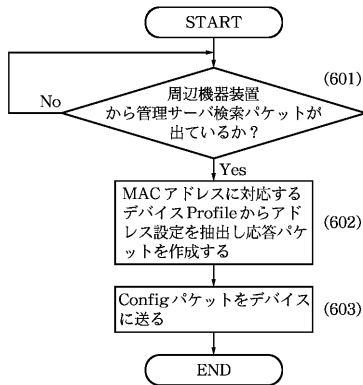 START
周辺機器装置
から管理サーバ検索パケットが
出ているか？
(601)
No
Yes
MACアドレスに対応する
デバイスProfileからアド
レス設定を抽出し応答パケ
ットを作成する
(602)
Configパケットをデバイス
に送る
(603)
END